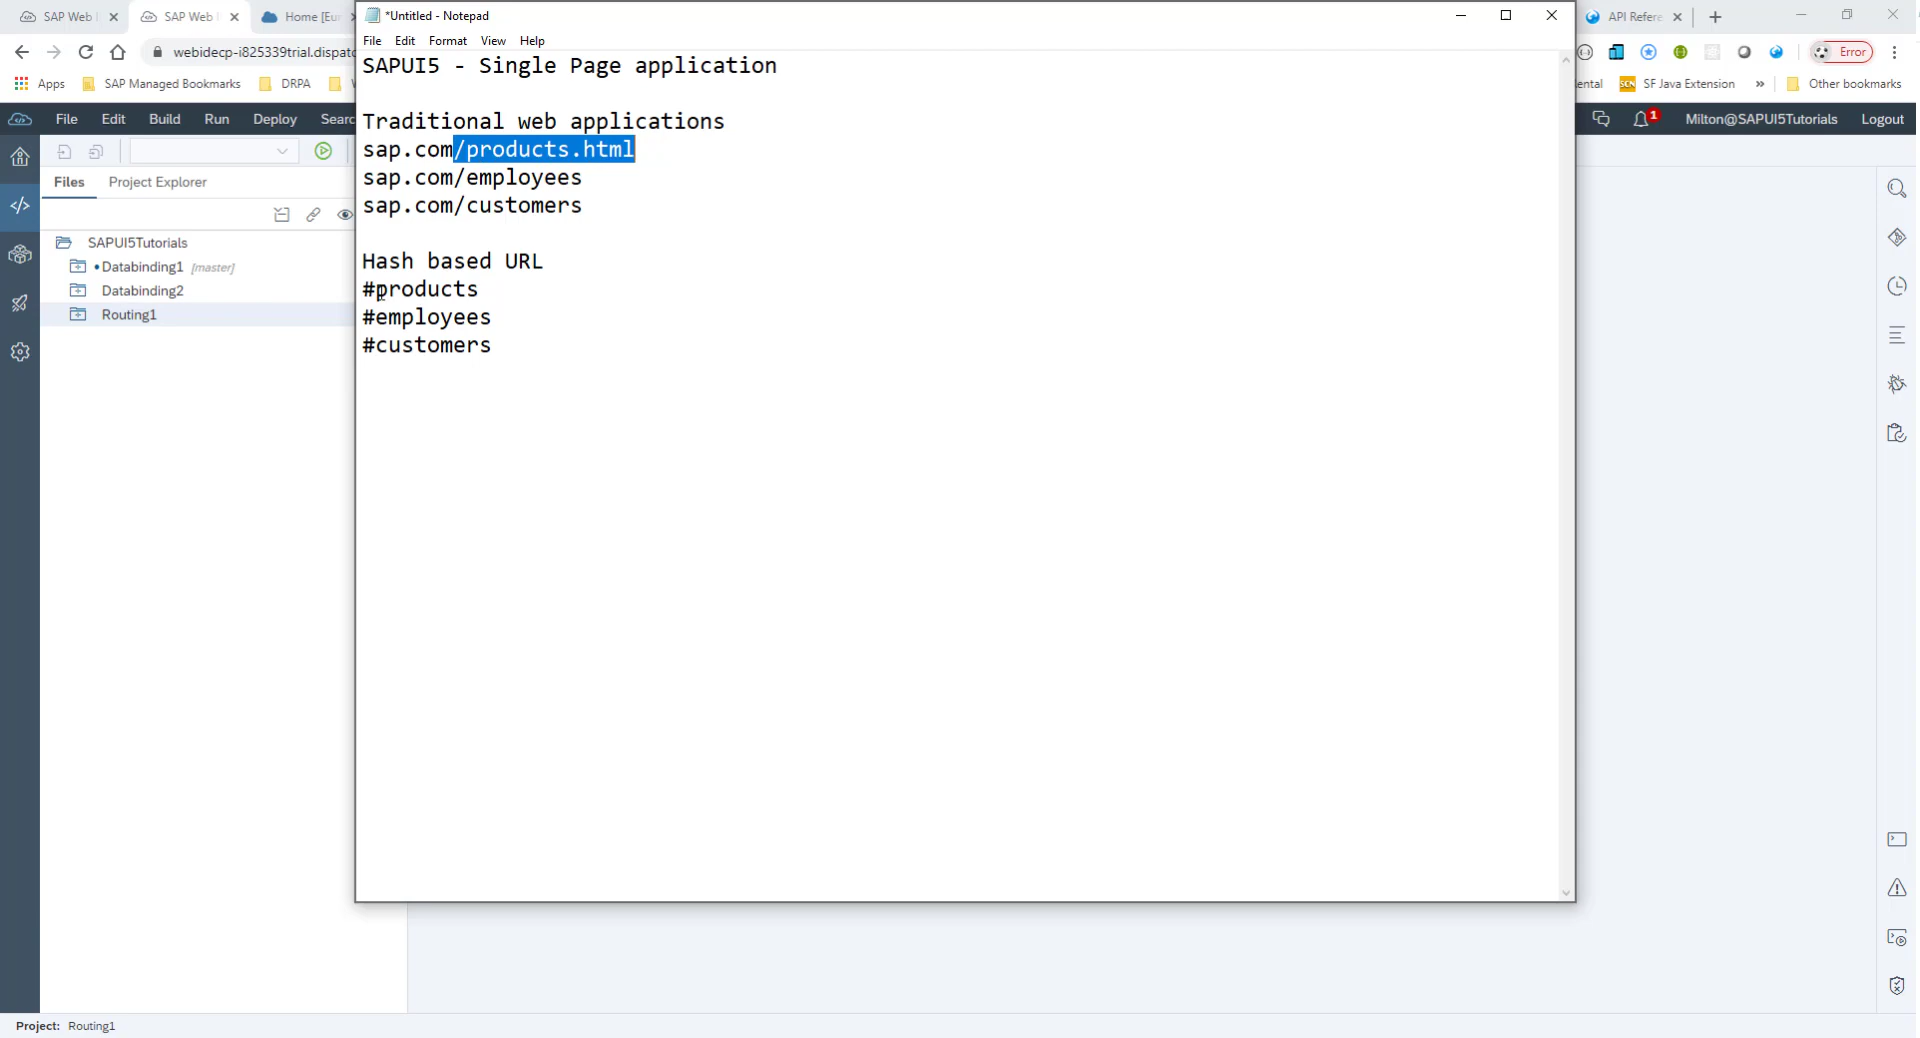 SAP Web
SAP Web
Home [Eur
*Untitled - Notepad
API Refere
webidecp-i825339trial.dispatc
Error
Apps
SAP Managed Bookmarks
DRPA
SF Java Extension
»
Other bookmarks
File Edit Format View Help
SAPUI5 - Single Page application
Traditional web applications
sap.com/products.html
sap.com/employees
sap.com/customers
Hash based URL
#products
#employees
#customers
File Edit Build Run Deploy Searc
1
Milton@SAPUI5Tutorials
Logout
Files
Project Explorer
SAPUI5Tutorials
Databinding1 [master]
Databinding2
Routing1
Project: Routing1